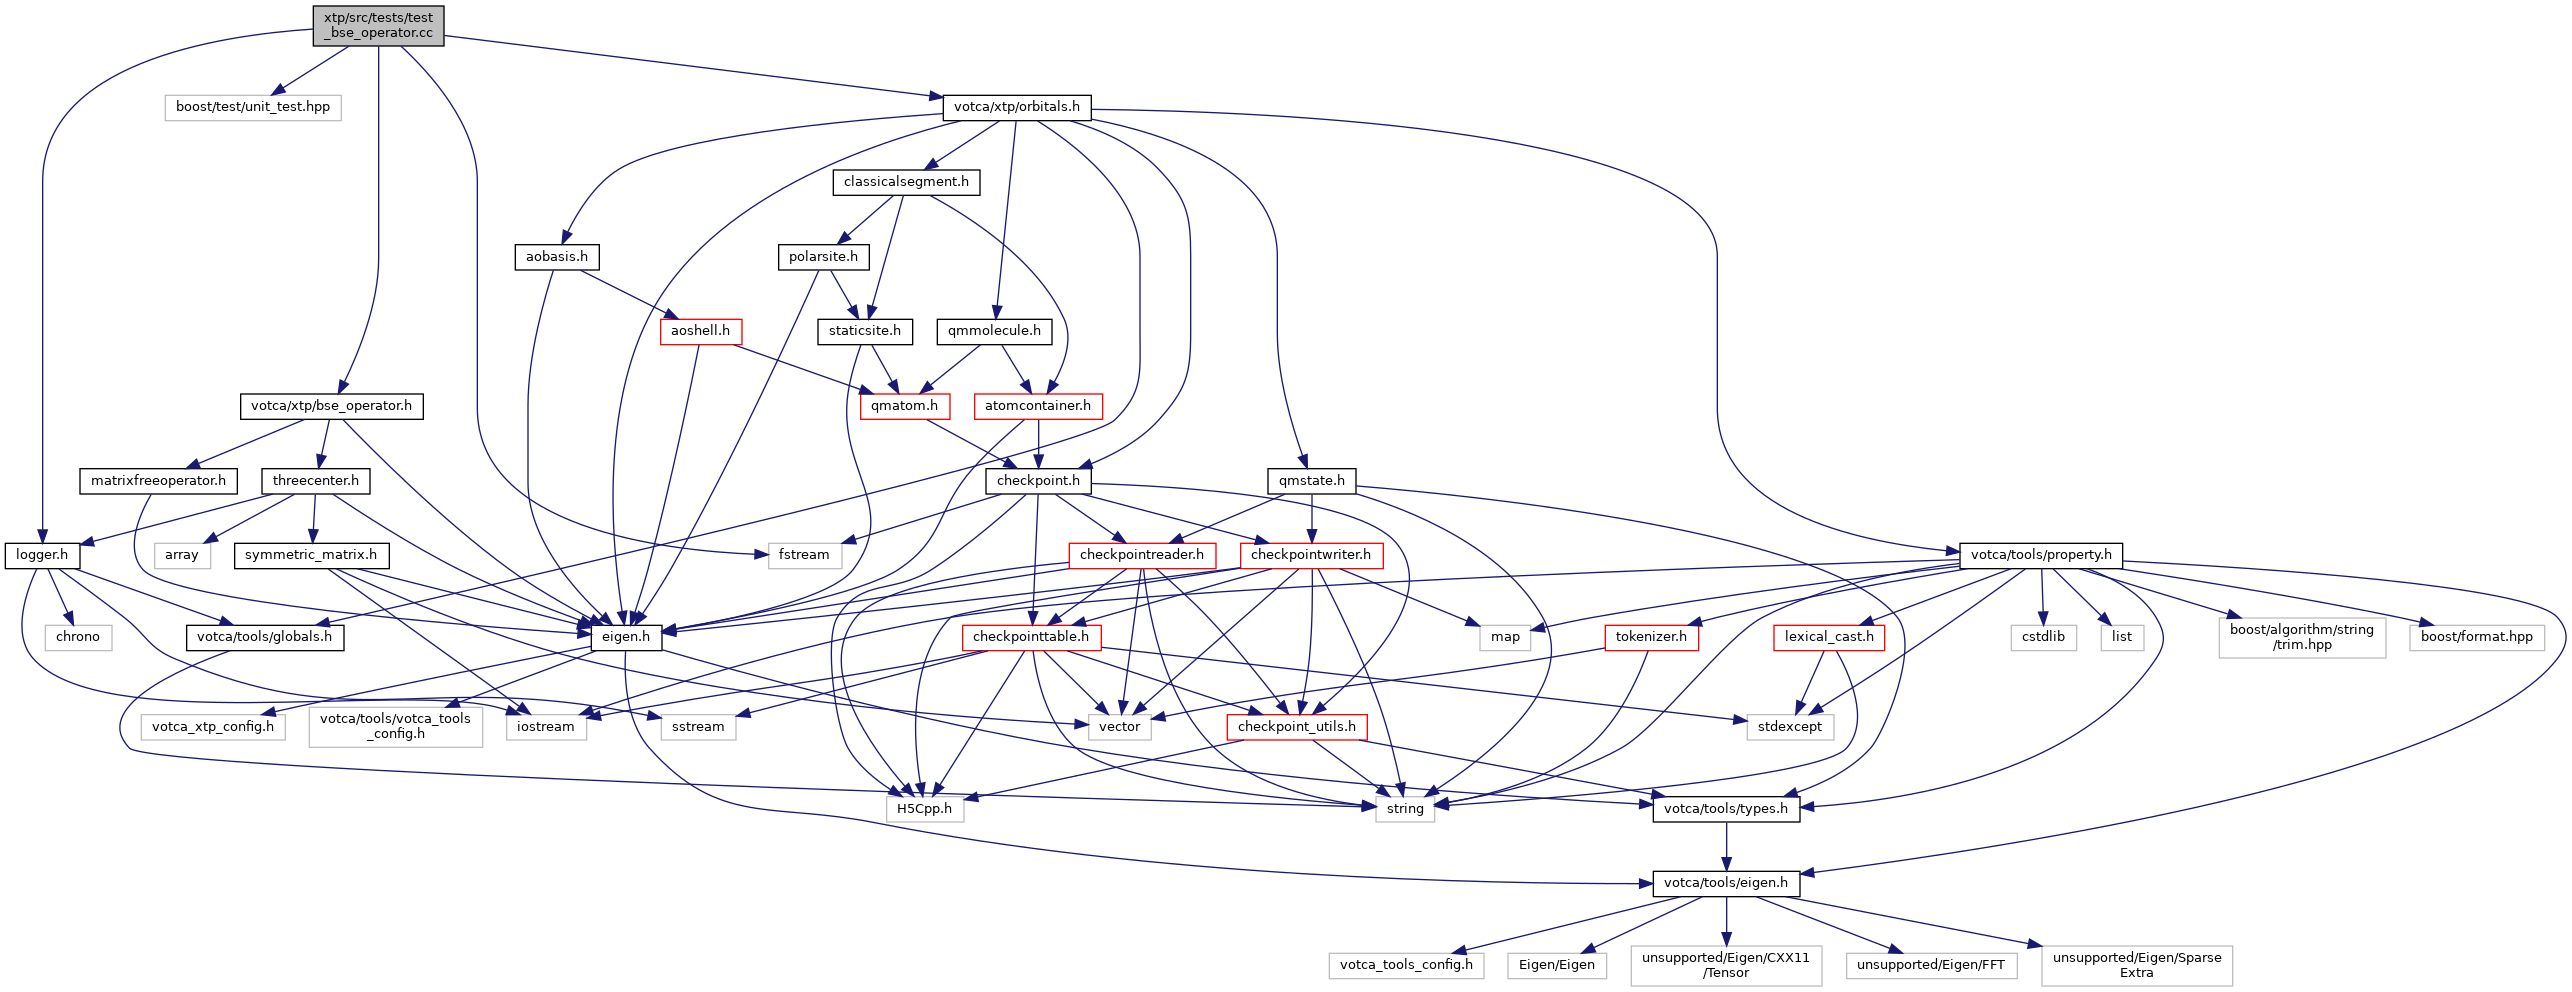 xtp/src/tests/test
_bse_operator.cc
boost/test/unit_test.hpp
votca/xtp/orbitals.h
classicalsegment.h
aobasis.h
polarsite.h
aoshell.h
staticsite.h
qmmolecule.h
votca/xtp/bse_operator.h
qmatom.h
atomcontainer.h
matrixfreeoperator.h
threecenter.h
checkpoint.h
qmstate.h
logger.h
array
symmetric_matrix.h
fstream
checkpointreader.h
checkpointwriter.h
votca/tools/property.h
chrono
votca/tools/globals.h
eigen.h
checkpointtable.h
map
tokenizer.h
lexical_cast.h
cstdlib
list
boost/algorithm/string
/trim.hpp
boost/format.hpp
votca_xtp_config.h
votca/tools/votca_tools
_config.h
iostream
sstream
vector
checkpoint_utils.h
stdexcept
H5Cpp.h
string
votca/tools/types.h
votca/tools/eigen.h
votca_tools_config.h
Eigen/Eigen
unsupported/Eigen/CXX11
/Tensor
unsupported/Eigen/FFT
unsupported/Eigen/Sparse
Extra